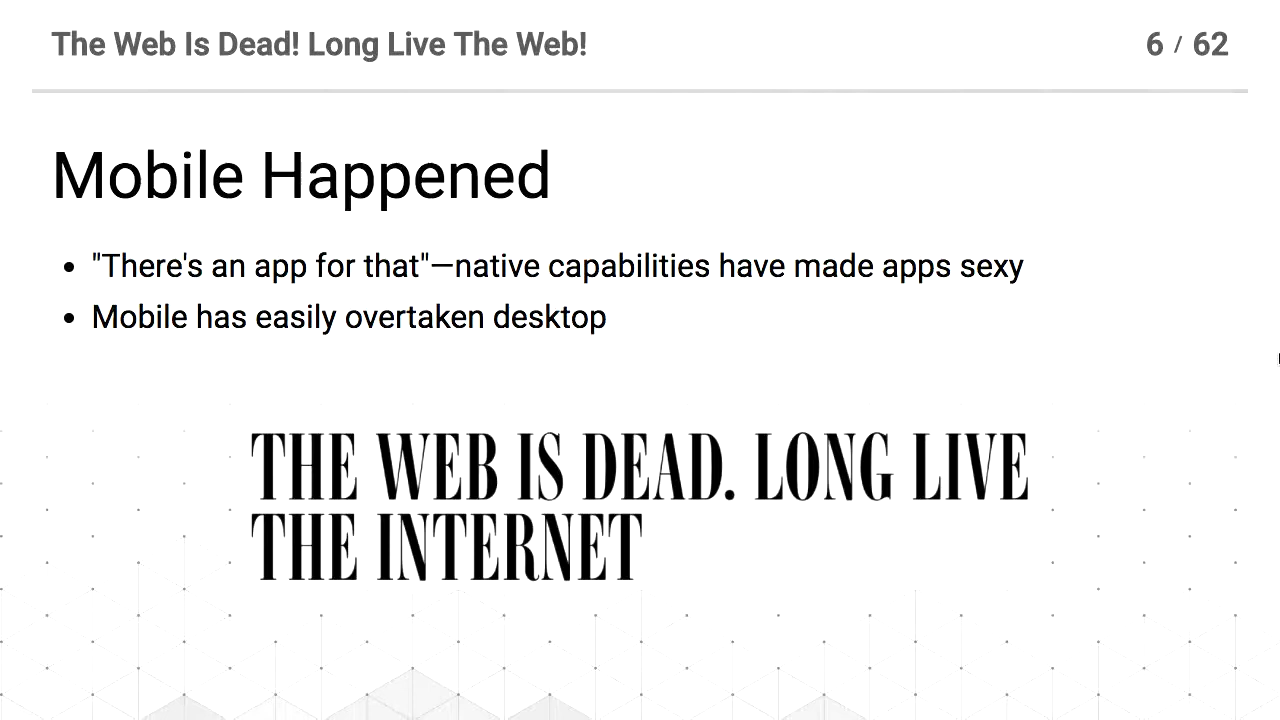 The Web Is Dead! Long Live The Web!
6 / 62
Mobile Happened
• "There's an app for that"—native capabilities have made apps sexy
• Mobile has easily overtaken desktop
THE WEB IS DEAD. LONG LIVE
THE INTERNET